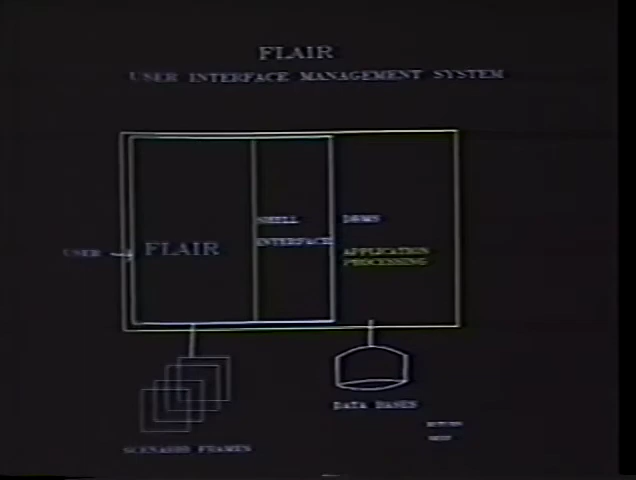 FLAIR
USER INTERFACE MANAGEMENT SYSTEM
SHELL
DBMS
USER
FLAIR
INTERFACE
APPLICATION
PROCESSING
DATA BASES
SCENARIO FRAMES